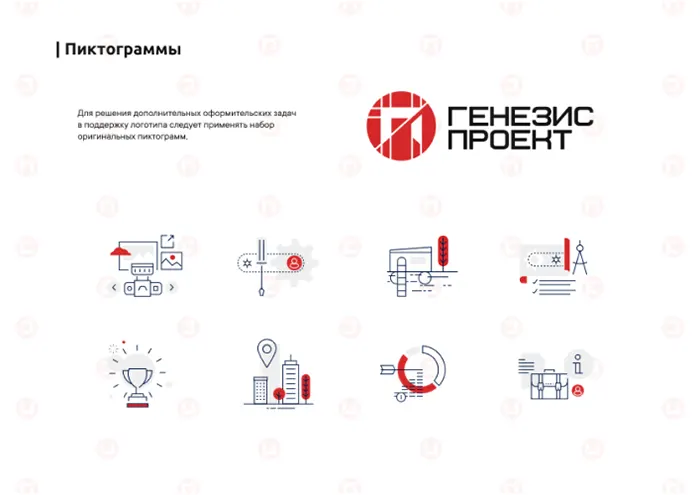 | Пиктограммы
Для решения дополнительных оформительских задач
в поддержку логотипа следует применять набор
оригинальных пиктограмм.
ГЕНЕЗИС
ПРОЕКТ
i